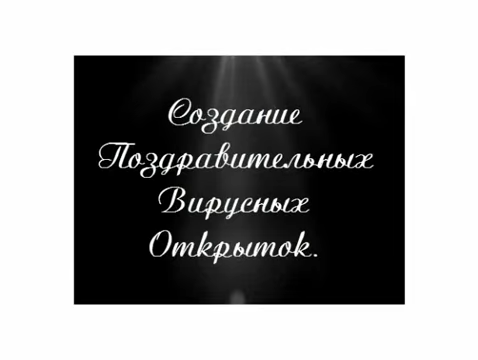 Создание
Поздравительных
Вирусных
Открыток.